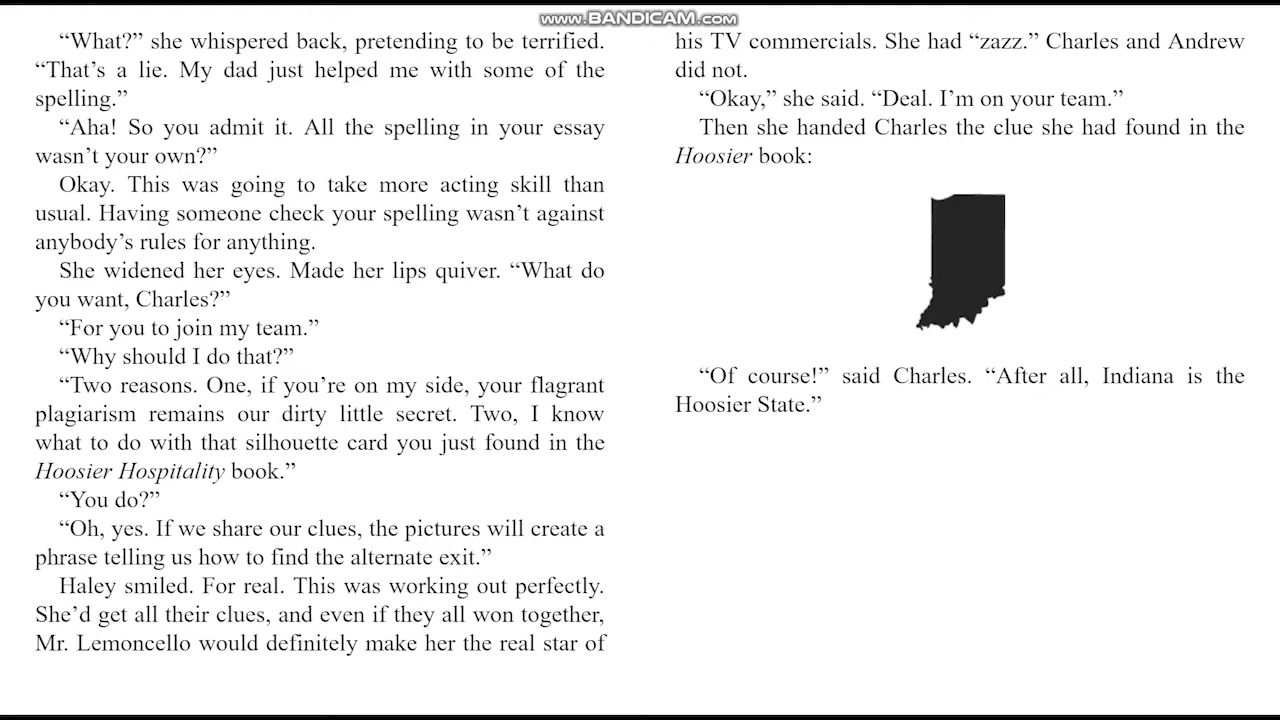 www.BANDICAM.com
“What?” she whispered back, pretending to be terrified.
“That’s a lie. My dad just helped me with some of the
spelling.”
“Aha! So you admit it. All the spelling in your essay
wasn’t your own?”
Okay. This was going to take more acting skill than
usual. Having someone check your spelling wasn’t against
anybody’s rules for anything.
She widened her eyes. Made her lips quiver. “What do
you want, Charles?”
“For you to join my team.”
“Why should I do that?”
“Two reasons. One, if you’re on my side, your flagrant
plagiarism remains our dirty little secret. Two, I know
what to do with that silhouette card you just found in the
Hoosier Hospitality book.”
“You do?”
“Oh, yes. If we share our clues, the pictures will create a
phrase telling us how to find the alternate exit.”
Haley smiled. For real. This was working out perfectly.
She’d get all their clues, and even if they all won together,
Mr. Lemoncello would definitely make her the real star of
his TV commercials. She had “zazz.” Charles and Andrew
did not.
“Okay,” she said. “Deal. I’m on your team.”
Then she handed Charles the clue she had found in the
Hoosier book:
“Of course!” said Charles. “After all, Indiana is the
Hoosier State.”